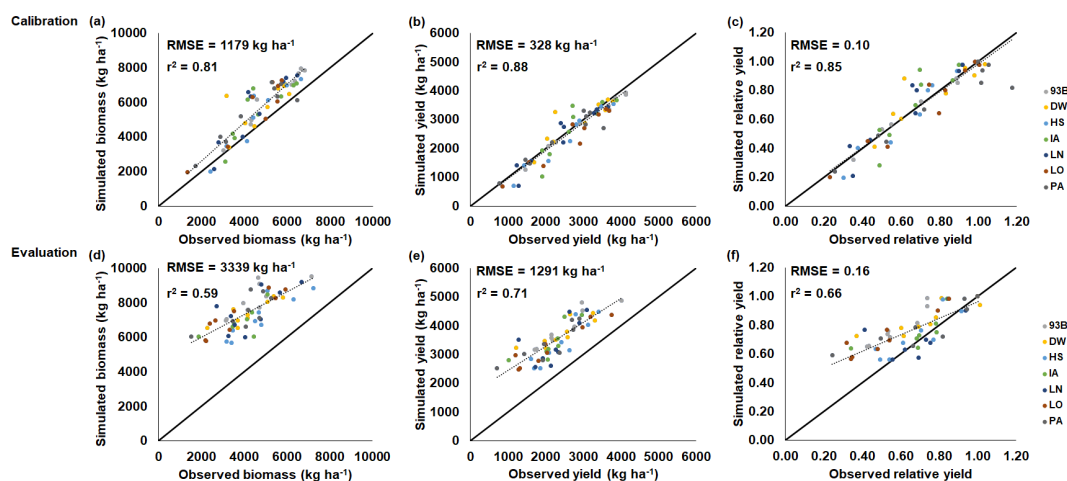 Calibration
(a)
10000
8000
6000
4000
2000
0
0 2000 4000 6000 8000 10000
Simulated biomass (kg ha⁻¹)
Observed biomass (kg ha⁻¹)
RMSE = 1179 kg ha⁻¹
r² = 0.81
(b)
6000
5000
4000
3000
2000
1000
0
0 1000 2000 3000 4000 5000 6000
Simulated yield (kg ha⁻¹)
Observed yield (kg ha⁻¹)
RMSE = 328 kg ha⁻¹
r² = 0.88
(c)
1.20
1.00
0.80
0.60
0.40
0.20
0.00
0.00 0.20 0.40 0.60 0.80 1.00 1.20
Simulated relative yield
Observed relative yield
RMSE = 0.10
r² = 0.85
93B
DW
HS
IA
LN
LO
PA
Evaluation
(d)
10000
8000
6000
4000
2000
0
0 2000 4000 6000 8000 10000
Simulated biomass (kg ha⁻¹)
Observed biomass (kg ha⁻¹)
RMSE = 3339 kg ha⁻¹
r² = 0.59
(e)
6000
5000
4000
3000
2000
1000
0
0 1000 2000 3000 4000 5000 6000
Simulated yield (kg ha⁻¹)
Observed yield (kg ha⁻¹)
RMSE = 1291 kg ha⁻¹
r² = 0.71
(f)
1.20
1.00
0.80
0.60
0.40
0.20
0.00
0.00 0.20 0.40 0.60 0.80 1.00 1.20
Simulated relative yield
Observed relative yield
RMSE = 0.16
r² = 0.66
93B
DW
HS
IA
LN
LO
PA